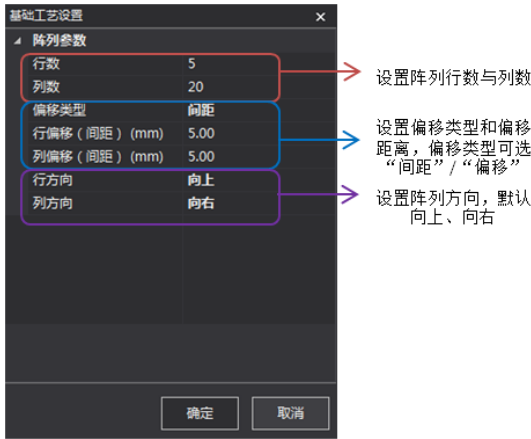 基础工艺设置 ×
阵列参数
行数 5
列数 20
偏移类型 间距
行偏移（间距）(mm) 5.00
列偏移（间距）(mm) 5.00
行方向 向上
列方向 向右
确定 取消
设置阵列行数与列数
设置偏移类型和偏移
距离，偏移类型可选
“间距”/“偏移”
设置阵列方向，默认
向上、向右